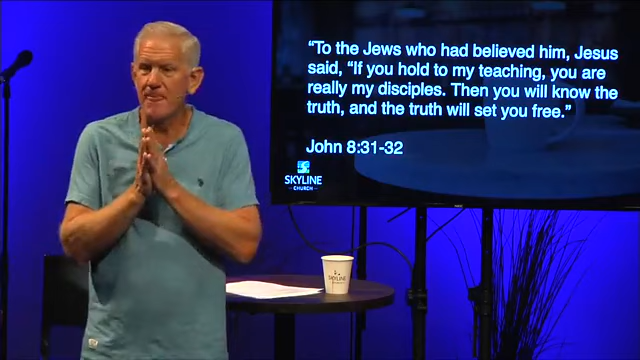 “To the Jews who had believed him, Jesus
said, “If you hold to my teaching, you are
really my disciples. Then you will know the
truth, and the truth will set you free.”
John 8:31-32
SKYLINE
CHURCH
SKYLINE